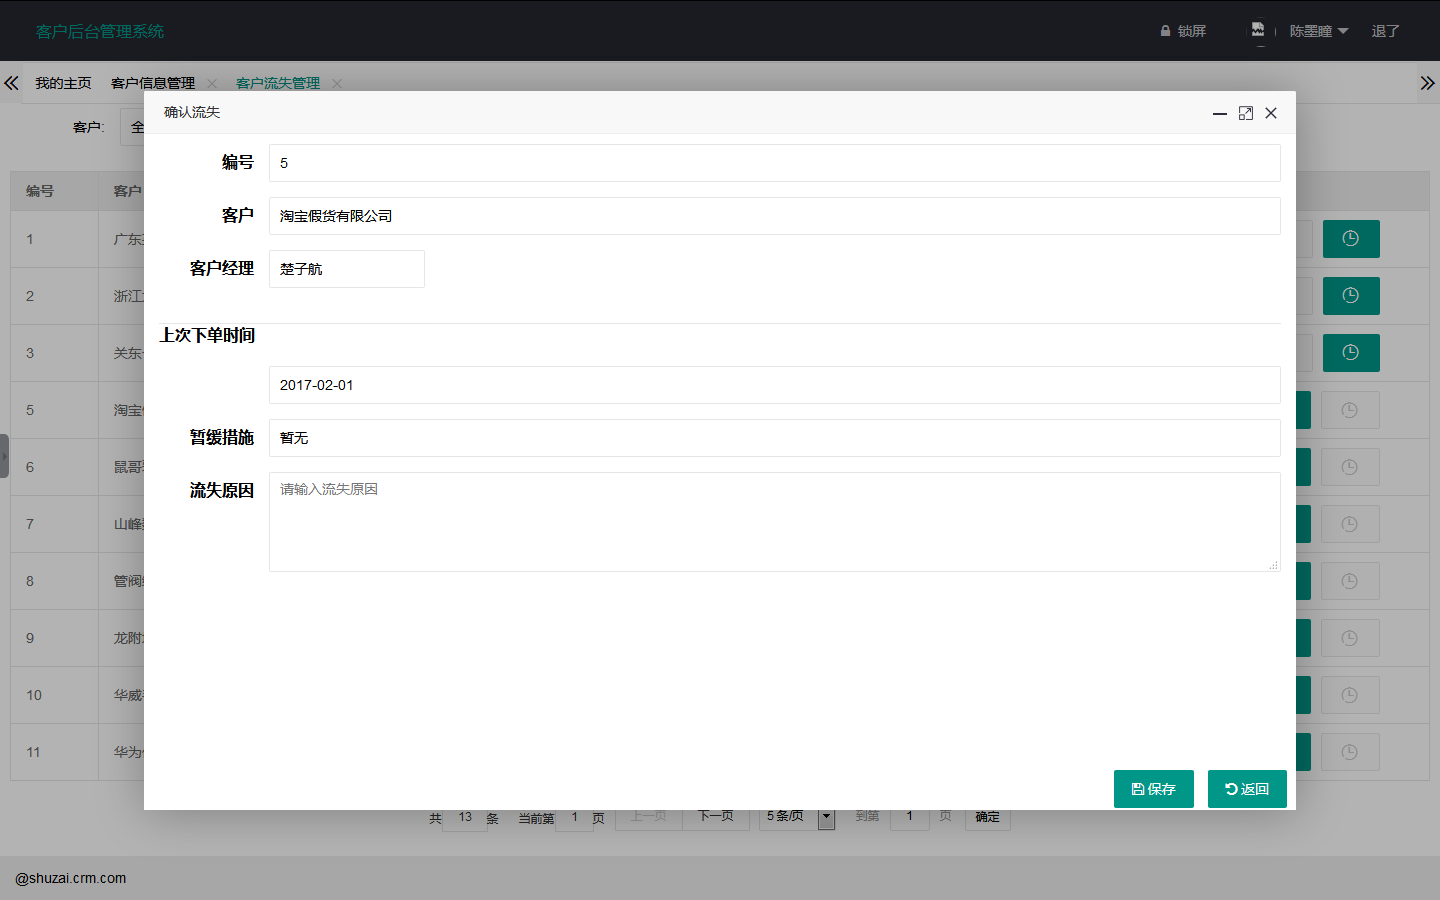 客户后台管理系统 锁屏 陈墨瞳 退了
我的主页 客户信息管理 客户流失管理
客户: 全
确认流失
编号 5
客户 淘宝假货有限公司
客户经理 楚子航
上次下单时间
2017-02-01
暂缓措施 暂无
流失原因 请输入流失原因
保存 返回
编号 客户
1 广东
2 浙江
3 关东
5 淘宝
6 鼠哥
7 山峰
8 管阀
9 龙附
10 华威
11 华为
共 13 条 当前第 1 页 上一页 下一页 5 条/页 到第 1 页 确定
@shuzai.crm.com